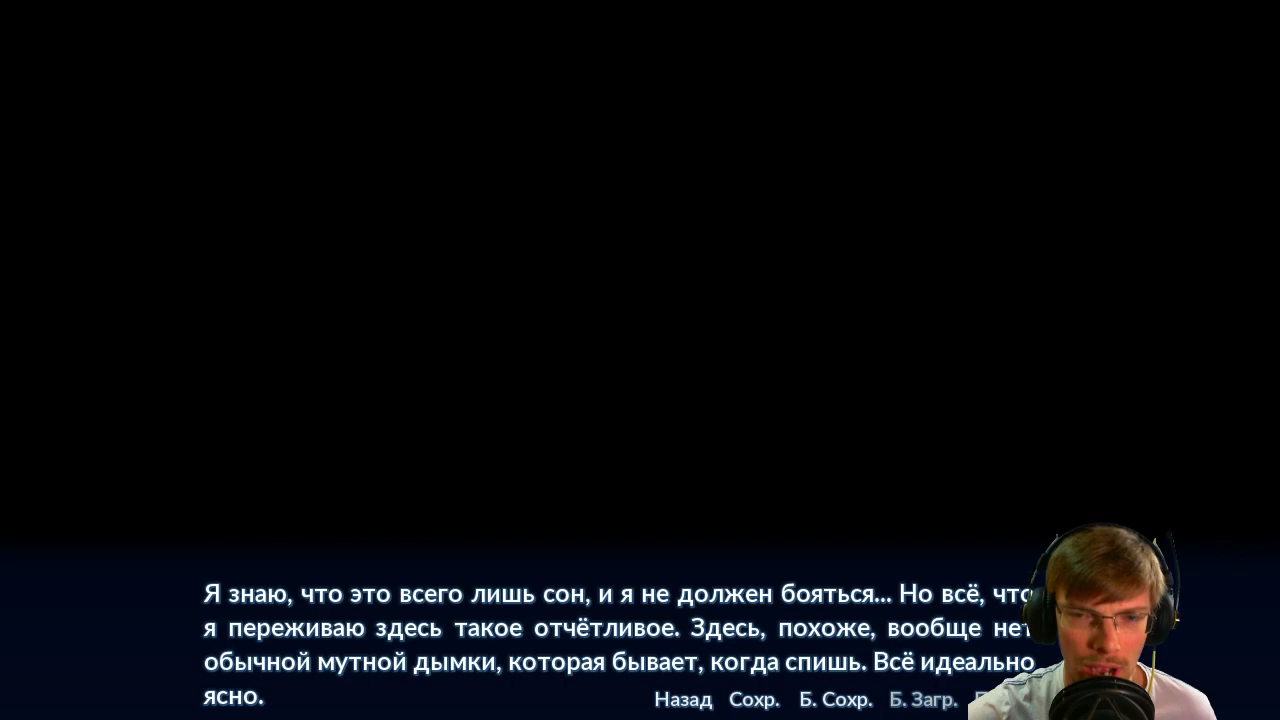 Я знаю, что это всего лишь сон, и я не должен бояться... Но всё, что
я переживаю здесь такое отчётливое. Здесь, похоже, вообще нет
обычной мутной дымки, которая бывает, когда спишь. Всё идеально
ясно.
Назад Сохр. Б. Сохр. Б. Загр.